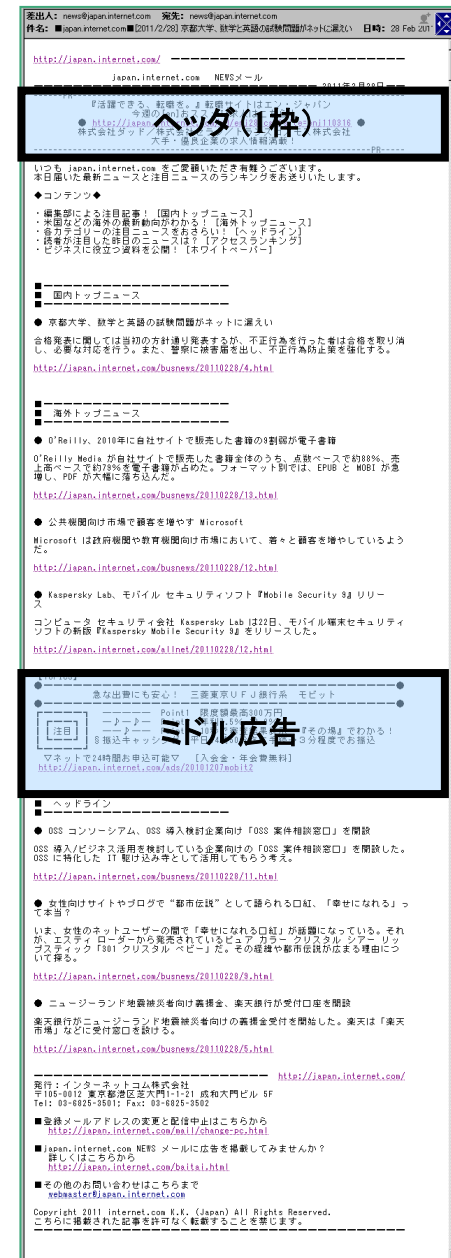 差出人: news@japan.internet.com 宛先: news@japan.internet.com
件名: ■japan.internet.com■[2011/2/28] 京都大学、数学と英語の試験問題がネットに漏えい 日時: 28 Feb 201
http://japan.internet.com/
japan.internet.com NEWSメール
2011年2月28日
PR
『活躍できる、転職を。』転職サイトはエン・ジャパン
ヘッダ(1枠)
株式会社ダッド／株式会社
大手・優良企業の求人情報満載！
PR
いつも japan.internet.com をご愛顧いただき有難うございます。
本日届いた最新ニュースと注目ニュースのランキングをお送りいたします。
◆コンテンツ◆
・編集部による注目記事！［国内トップニュース］
・米国などの海外の最新動向がわかる！［海外トップニュース］
・各カテゴリーの注目ニュースをおさらい！［ヘッドライン］
・読者が注目した昨日のニュースは？［アクセスランキング］
・ビジネスに役立つ資料を公開！［ホワイトペーパー］
■ 国内トップニュース
● 京都大学、数学と英語の試験問題がネットに漏えい
合格発表に関しては当初の方針通り発表するが、不正行為を行った者は合格を取り消
し、必要な対応を行う。また、警察に被害届を出し、不正行為防止策を強化する。
http://japan.internet.com/busnews/20110228/4.html
■ 海外トップニュース
● O'Reilly、2010年に自社サイトで販売した書籍の9割弱が電子書籍
O'Reilly Media が自社サイトで販売した書籍全体のうち、点数ベースで約88%、売
上高ベースで約79%を電子書籍が占めた。フォーマット別では、EPUB と MOBI が急
増し、PDF が大幅に落ち込んだ。
http://japan.internet.com/busnews/20110228/13.html
● 公共機関向け市場で顧客を増やす Microsoft
Microsoft は政府機関や教育機関向け市場において、着々と顧客を増やしているよう
だ。
http://japan.internet.com/busnews/20110228/12.html
● Kaspersky Lab、モバイル セキュリティソフト『Mobile Security 9』リリー
ス
コンピュータ セキュリティ会社 Kaspersky Lab は22日、モバイル端末セキュリティ
ソフトの新版『Kaspersky Mobile Security 9』をリリースした。
http://japan.internet.com/allnet/20110228/12.html
急な出費にも安心！ 三菱東京ＵＦＪ銀行系 モビット
Point! 限度額最高300万円
［注目］
ミドル広告
『その場』でわかる！
３分程度でお振込
▽ネットで24時間お申込可能▽ ［入会金・年会費無料］
http://japan.internet.com/ads/20101207mobit2
■ ヘッドライン
● OSS コンソーシアム、OSS 導入検討企業向け「OSS 案件相談窓口」を開設
OSS 導入/ビジネス活用を検討している企業向けの「OSS 案件相談窓口」を開設した。
OSS に特化した IT 駆け込み寺として活用してもらう考え。
http://japan.internet.com/busnews/20110228/11.html
● 女性向けサイトやブログで“都市伝説”として語られる口紅、「幸せになれる」っ
て本当？
いま、女性のネットユーザーの間で「幸せになれる口紅」が話題になっている。それ
が、エスティ ローダーから発売されているピュア カラー クリスタル シアー リッ
プスティック「301 クリスタル ベビー」だ。その経緯や都市伝説が広まる理由につ
いて探る。
http://japan.internet.com/busnews/20110228/9.html
● ニュージーランド地震被災者向け義援金、楽天銀行が受付口座を開設
楽天銀行がニュージーランド地震被災者向けの義援金受付を開始した。楽天は「楽天
市場」などに受付窓口を設ける。
http://japan.internet.com/busnews/20110228/5.html
http://japan.internet.com/
発行：インターネットコム株式会社
〒105-0012 東京都港区芝大門1-1-21 成和大門ビル 5F
Tel: 03-6825-3501; Fax: 03-6825-3502
■登録メールアドレスの変更と配信中止はこちらから
http://japan.internet.com/mail/change-pc.html
■japan.internet.com NEWS メールに広告を掲載してみませんか？
詳しくはこちらから
http://japan.internet.com/baitai.html
■その他のお問い合わせはこちらまで
webmaster@japan.internet.com
Copyright 2011 internet.com K.K. (Japan) All Rights Reserved.
こちらに掲載された記事を許可なく転載することを禁じます。